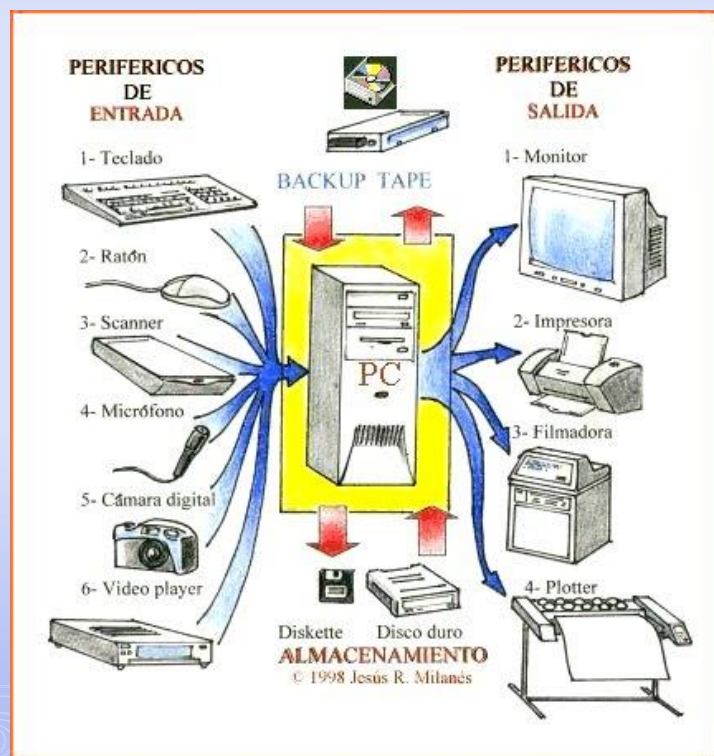 PERIFERICOS
DE
ENTRADA
1- Teclado
2- Ratón
3- Scanner
4- Micrófono
5- Cámara digital
6- Video player
BACKUP TAPE
PC
Diskette Disco duro
ALMACENAMIENTO
© 1998 Jesús R. Milanés
PERIFERICOS
DE
SALIDA
1- Monitor
2- Impresora
3- Filmadora
4- Plotter